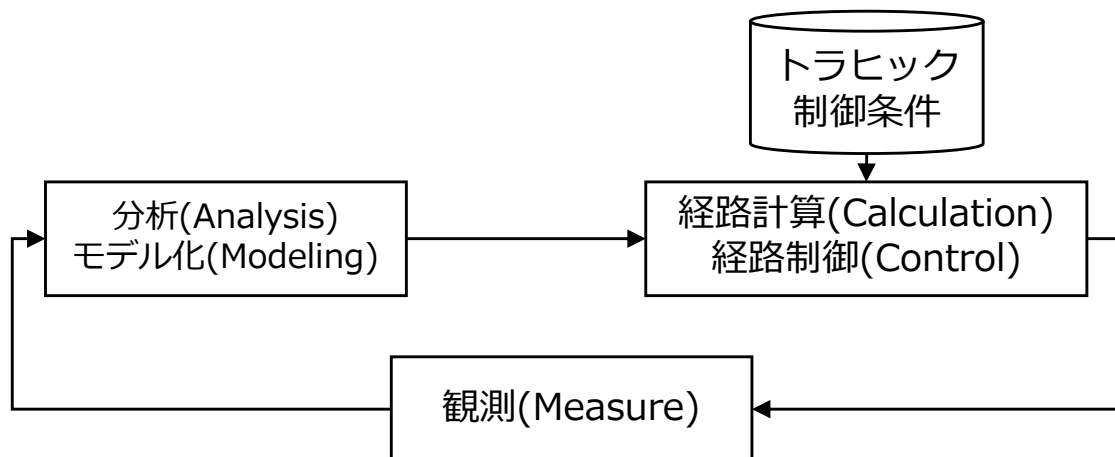 トラヒック
制御条件
分析(Analysis)
モデル化(Modeling)
経路計算(Calculation)
経路制御(Control)
観測(Measure)